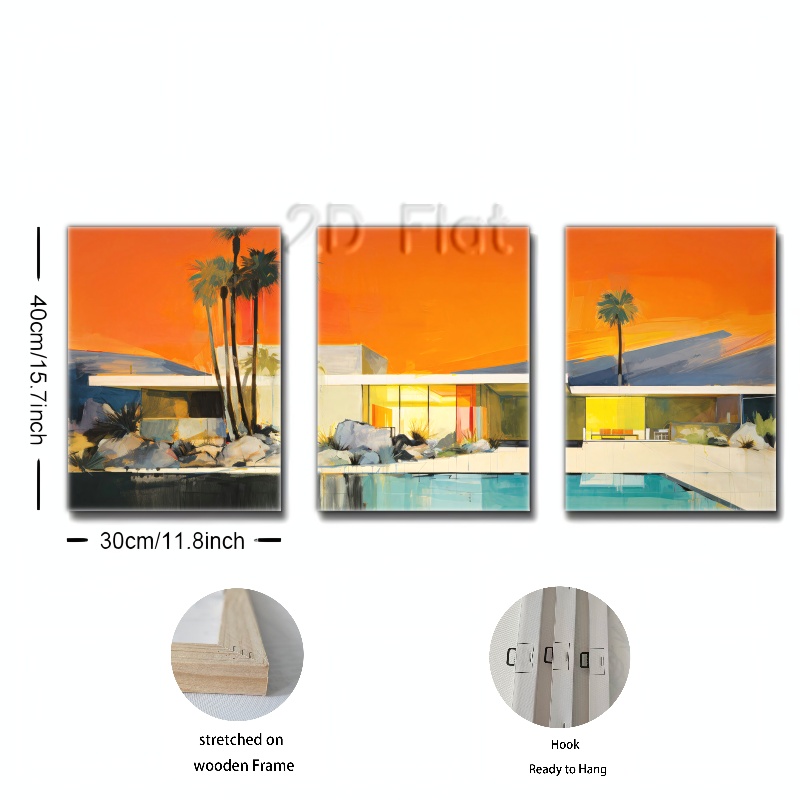 2D Flat
40cm/15.7inch
30cm/11.8inch
stretched on
wooden Frame
Hook
Ready to Hang